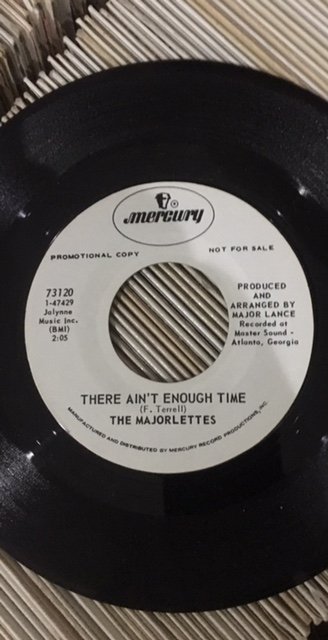 mercury
PROMOTIONAL COPY
NOT FOR SALE
73120
1-47429
Jalynne
Music Inc.
(BMI)
2:05
PRODUCED
AND
ARRANGED BY
MAJOR LANCE
Recorded at
Master Sound -
Atlanta, Georgia
THERE AIN'T ENOUGH TIME
(F. Terrell)
THE MAJORLETTES
MANUFACTURED AND DISTRIBUTED BY MERCURY RECORD PRODUCTIONS, INC.